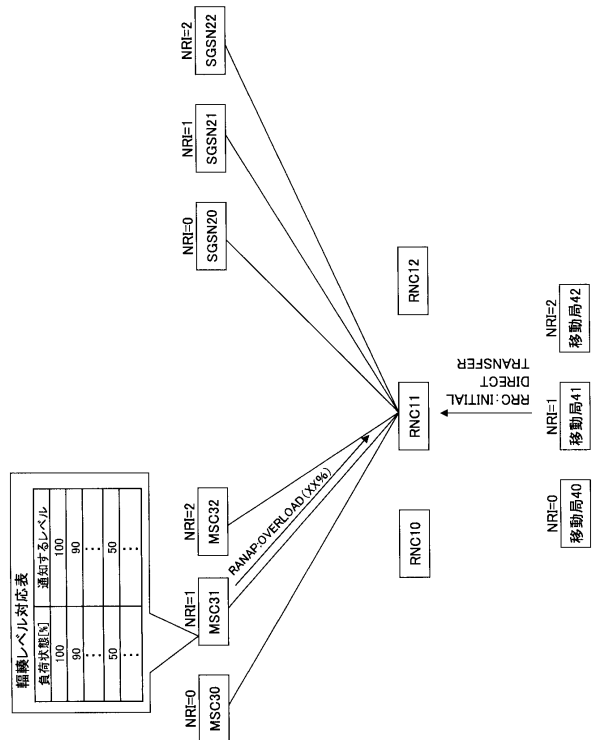 輻輳レベル対応表
負荷状態[%] 通知するレベル
100 100
90 90
⋮ ⋮
50 50
⋮ ⋮
NRI=0
MSC30
NRI=1
MSC31
NRI=2
MSC32
RANAP:OVERLOAD(XX%)
NRI=0
SGSN20
NRI=1
SGSN21
NRI=2
SGSN22
RNC10
RNC11
RNC12
RRC:INITIAL
DIRECT
TRANSFER
NRI=0
移動局40
NRI=1
移動局41
NRI=2
移動局42